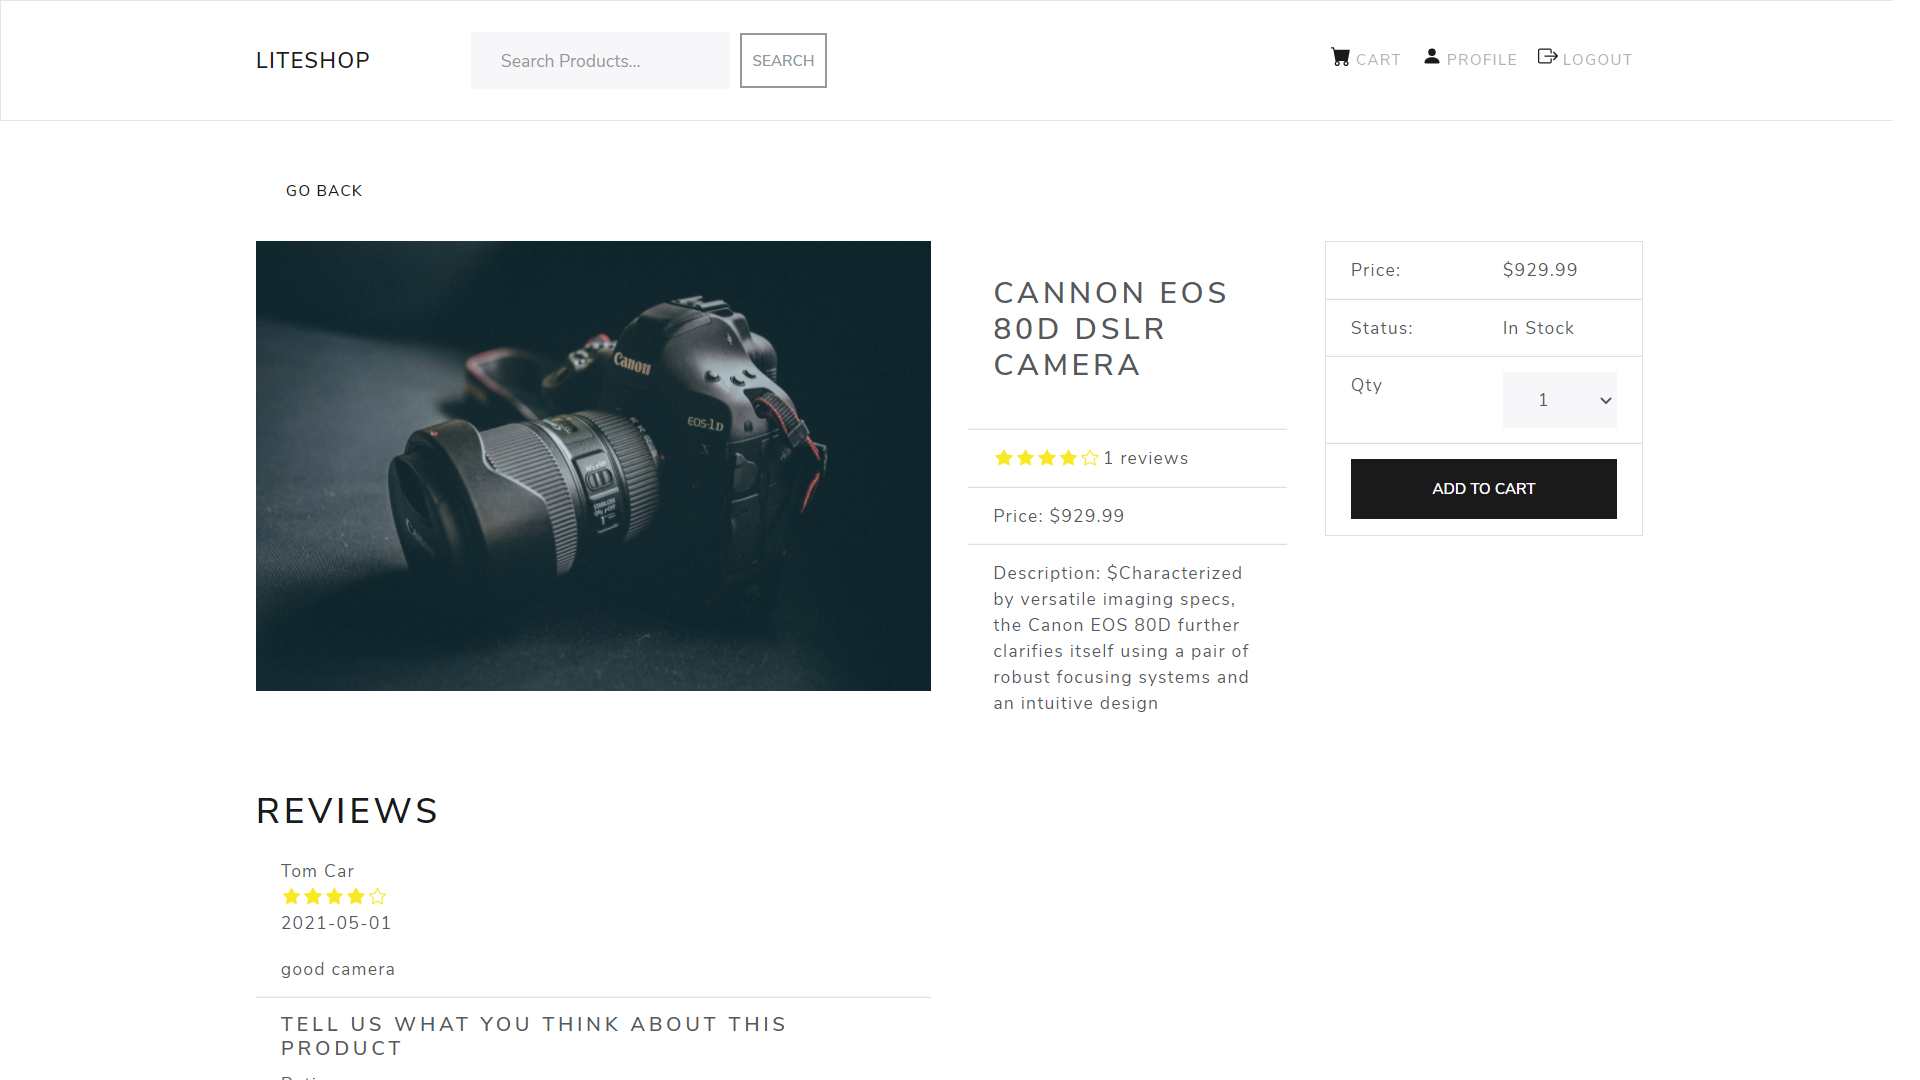 LITESHOP
Search Products...
SEARCH
CART
PROFILE
LOGOUT
GO BACK
Canon
EOS-1D
CANNON EOS
80D DSLR
CAMERA
1 reviews
Price: $929.99
Description: $Characterized
by versatile imaging specs,
the Canon EOS 80D further
clarifies itself using a pair of
robust focusing systems and
an intuitive design
Price: $929.99
Status: In Stock
Qty 1
ADD TO CART
REVIEWS
Tom Car
2021-05-01
good camera
TELL US WHAT YOU THINK ABOUT THIS
PRODUCT